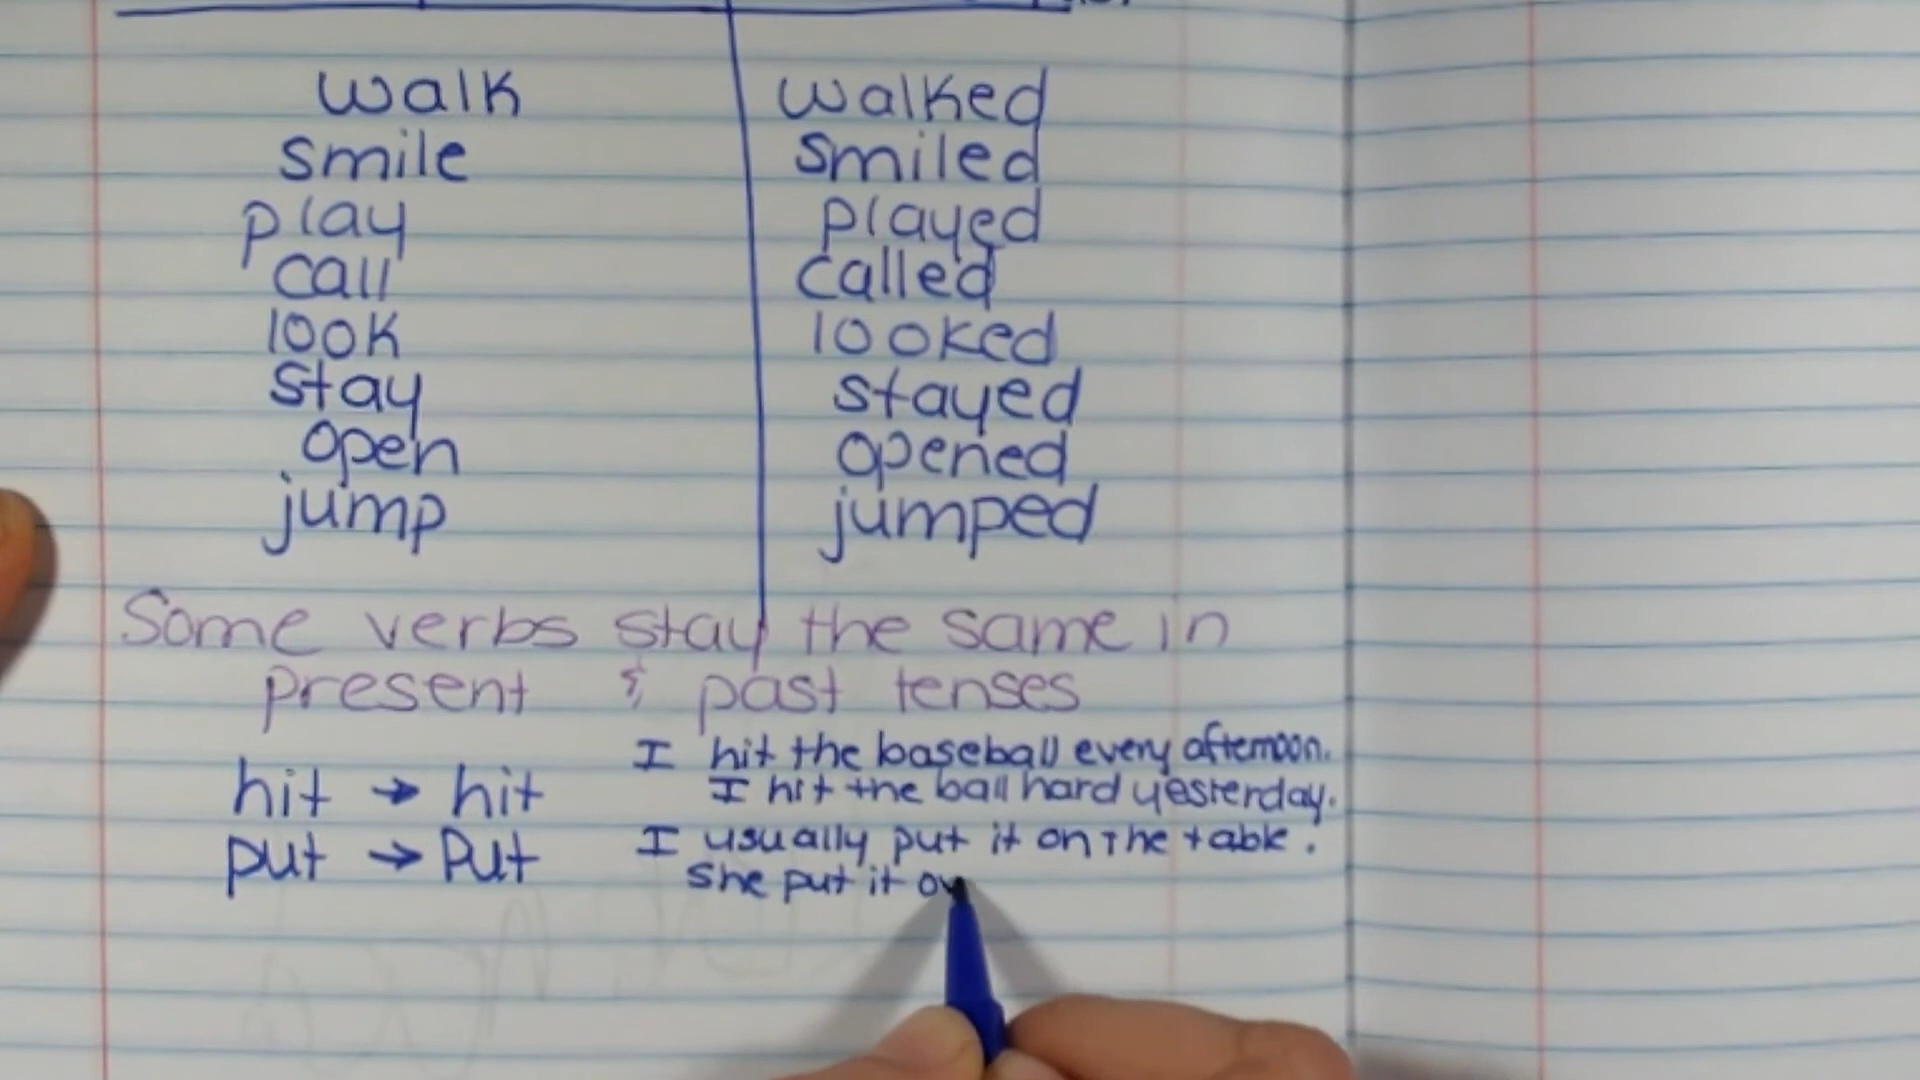 walk walked
smile smiled
play played
call called
look looked
stay stayed
open opened
jump jumped
Some verbs stay the same in
present & past tenses
I hit the baseball every afternoon.
hit → hit I hit the ball hard yesterday.
put → Put I usually put it on the table.
She put it